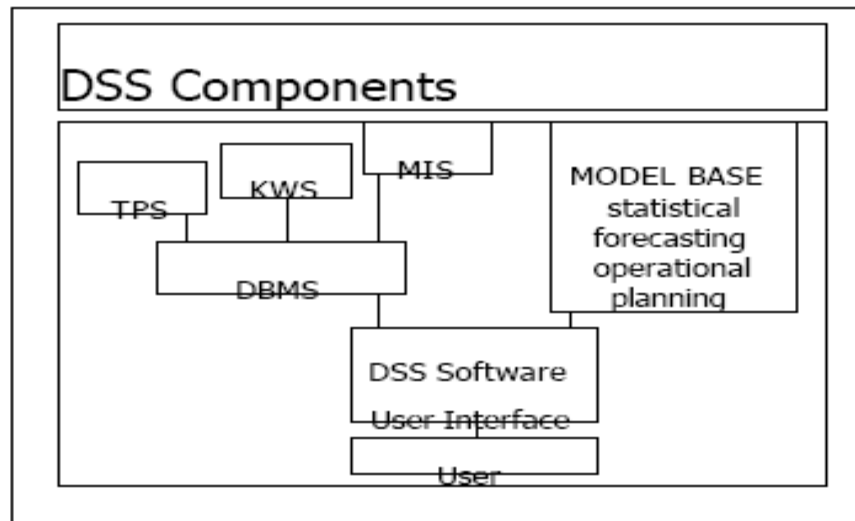 DSS Components
TPS
KWS
MIS
MODEL BASE
statistical
forecasting
operational
planning
DBMS
DSS Software
User Interface
User